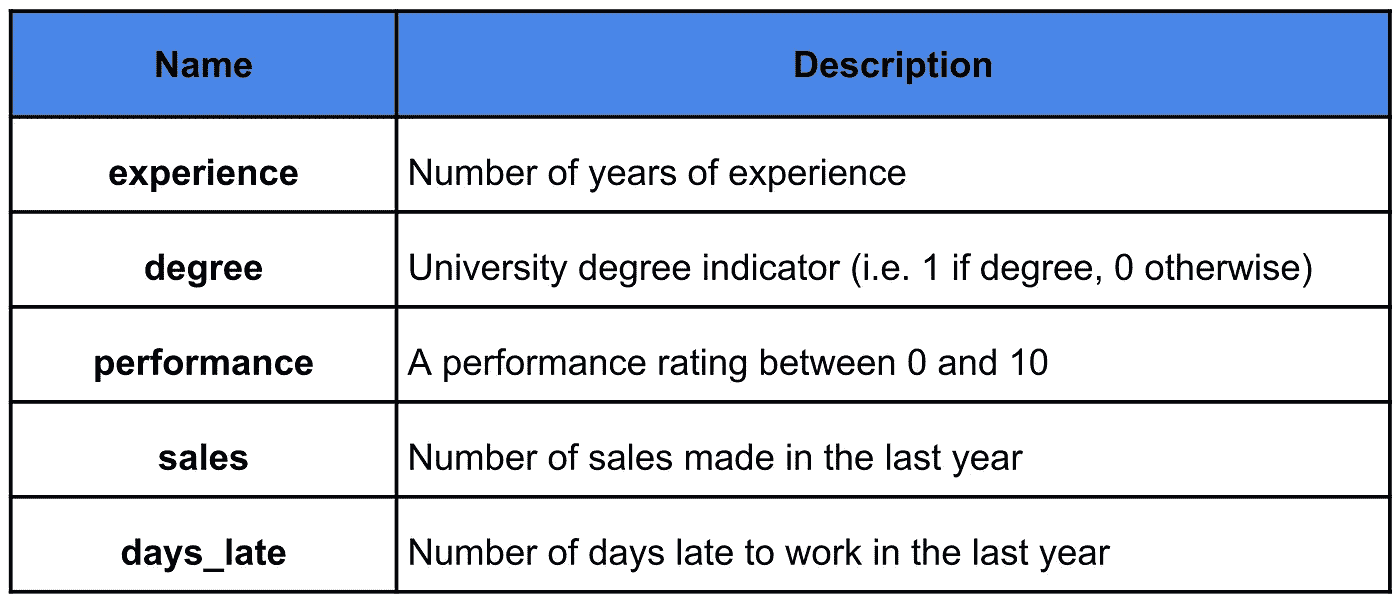 Name Description
experience Number of years of experience
degree University degree indicator (i.e. 1 if degree, 0 otherwise)
performance A performance rating between 0 and 10
sales Number of sales made in the last year
days_late Number of days late to work in the last year